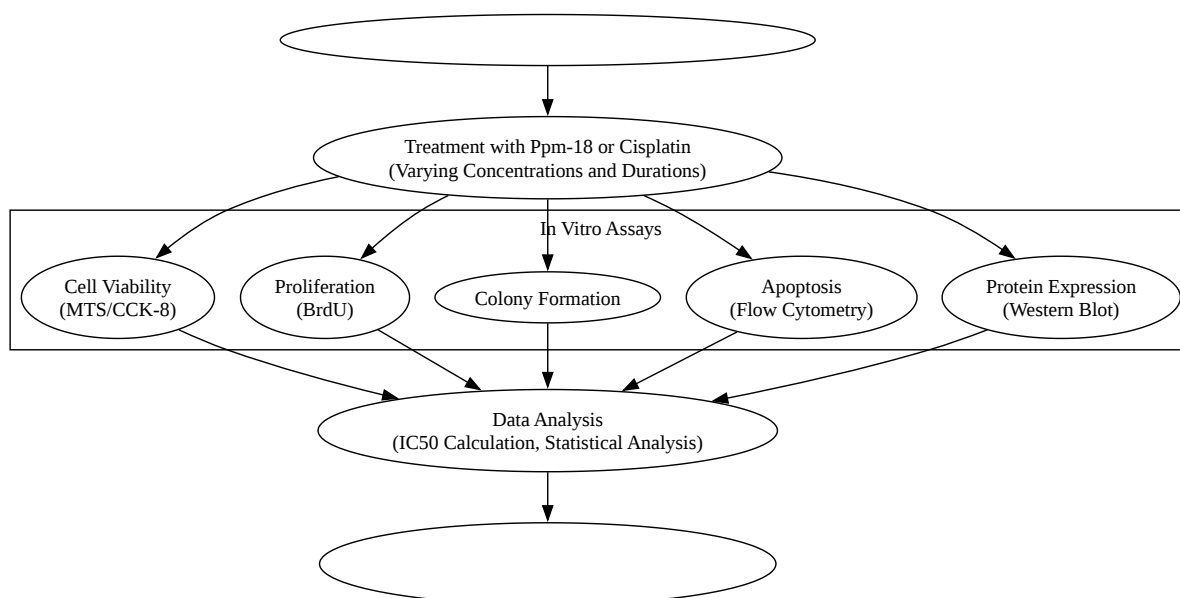 Treatment with Ppm-18 or Cisplatin
(Varying Concentrations and Durations)
In Vitro Assays
Cell Viability
(MTS/CCK-8)
Proliferation
(BrdU)
Colony Formation
Apoptosis
(Flow Cytometry)
Protein Expression
(Western Blot)
Data Analysis
(IC50 Calculation, Statistical Analysis)